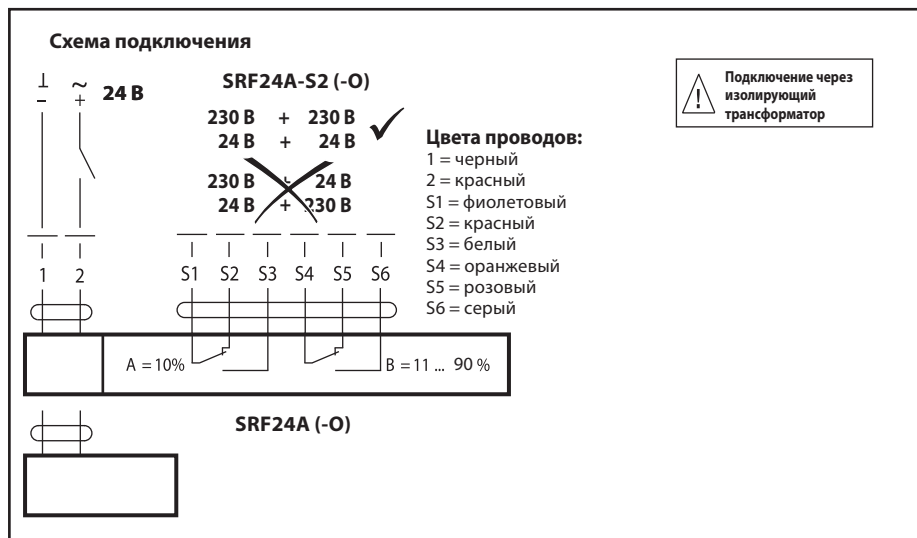 Схема подключения
⊥ ~ 24 В
- +
SRF24A-S2 (-O)
230 В + 230 В
24 В + 24 В
230 В + 24 В
24 В + 230 В
Подключение через
изолирующий
трансформатор
Цвета проводов:
1 = черный
2 = красный
S1 = фиолетовый
S2 = красный
S3 = белый
S4 = оранжевый
S5 = розовый
S6 = серый
1 2 S1 S2 S3 S4 S5 S6
A = 10% B = 11 ... 90 %
SRF24A (-O)